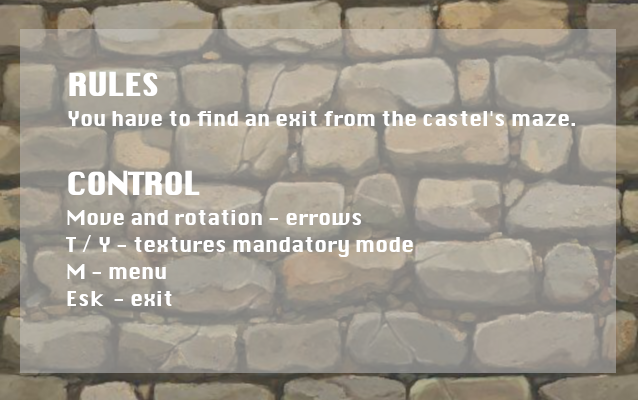 RULES
You have to find an exit from the castel's maze.
CONTROL
Move and rotation - errows
T / Y - textures mandatory mode
M - menu
Esk - exit